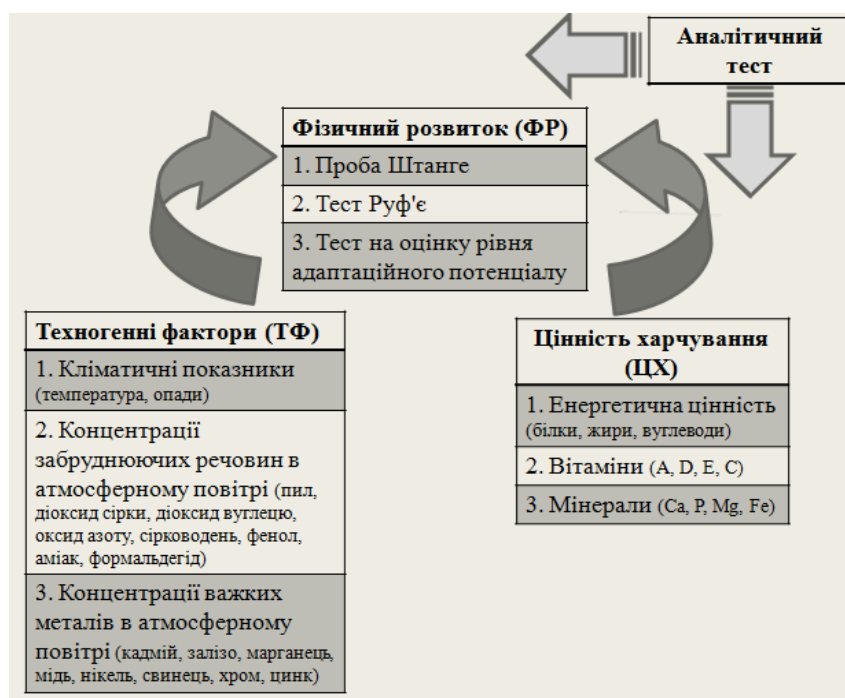 Аналітичний
тест
Фізичний розвиток (ФР)
1. Проба Штанге
2. Тест Руф'є
3. Тест на оцінку рівня
адаптаційного потенціалу
Техногенні фактори (ТФ)
1. Кліматичні показники
(температура, опади)
2. Концентрації
забруднюючих речовин в
атмосферному повітрі (пил,
діоксид сірки, діоксид вуглецю,
оксид азоту, сірководень, фенол,
аміак, формальдегід)
3. Концентрації важких
металів в атмосферному
повітрі (кадмій, залізо, марганець,
мідь, нікель, свинець, хром, цинк)
Цінність харчування
(ЦХ)
1. Енергетична цінність
(білки, жири, вуглеводи)
2. Вітаміни (A, D, E, C)
3. Мінерали (Ca, P, Mg, Fe)